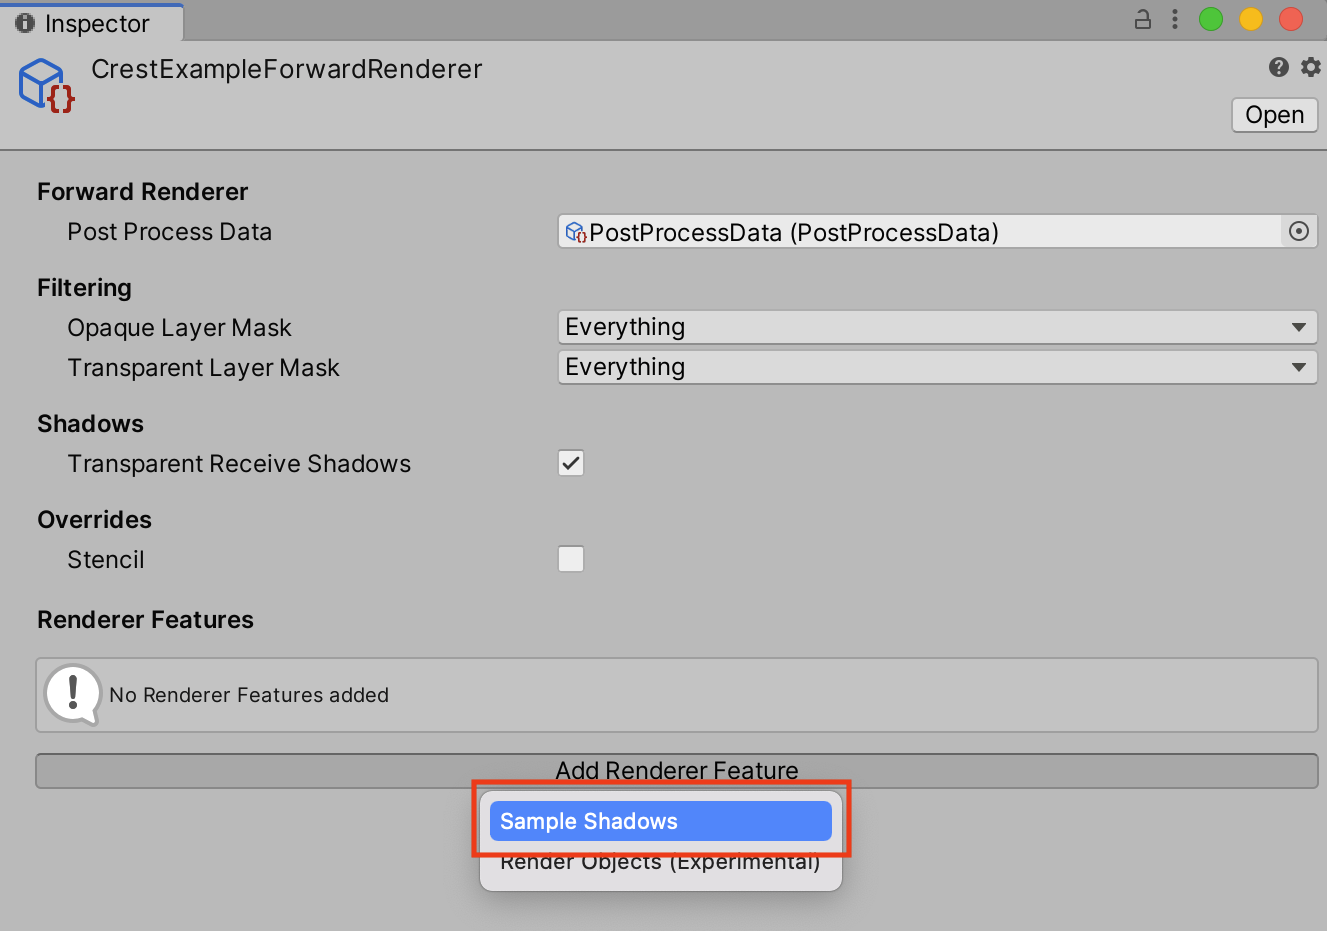 Inspector
CrestExampleForwardRenderer
Open
Forward Renderer
Post Process Data
PostProcessData (PostProcessData)
Filtering
Opaque Layer Mask
Everything
Transparent Layer Mask
Everything
Shadows
Transparent Receive Shadows
Overrides
Stencil
Renderer Features
No Renderer Features added
Add Renderer Feature
Sample Shadows
Render Objects (Experimental)